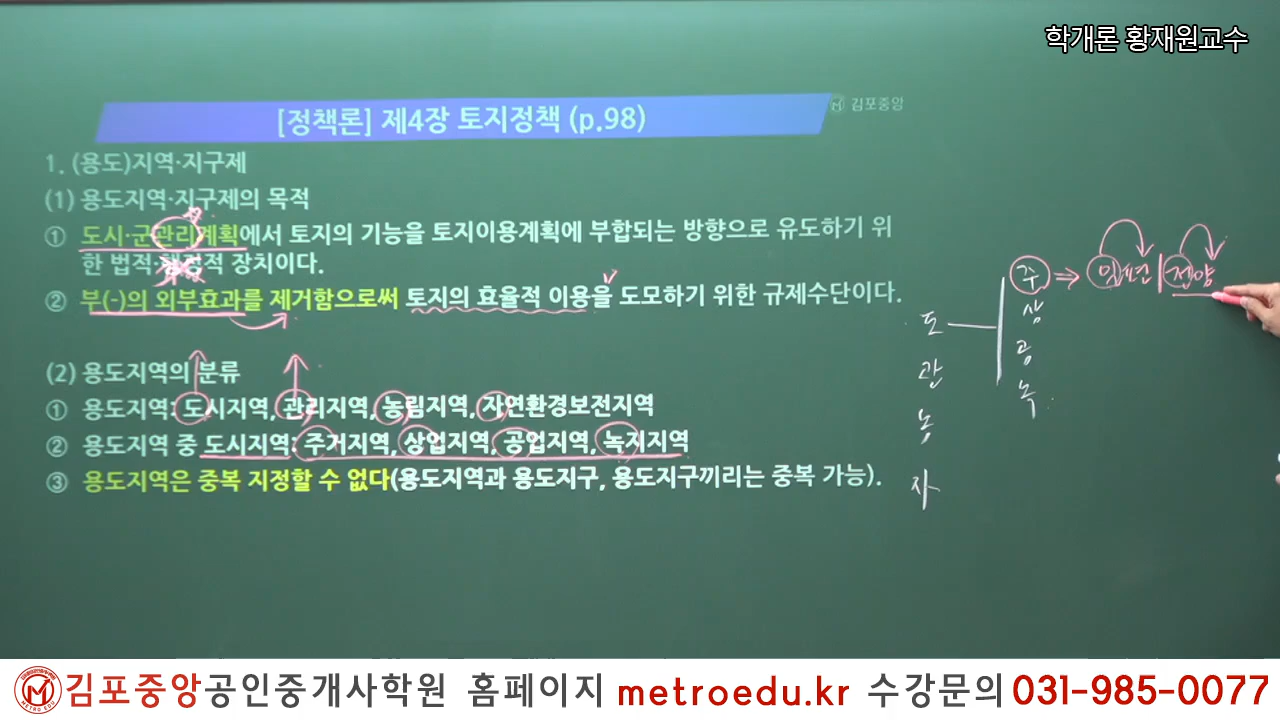 학개론 황재원교수
김포중앙
[정책론] 제4장 토지정책 (p.98)
1. (용도)지역·지구제
(1) 용도지역·지구제의 목적
① 도시·군관리계획에서 토지의 기능을 토지이용계획에 부합되는 방향으로 유도하기 위
한 법적·행정적 장치이다.
② 부(-)의 외부효과를 제거함으로써 토지의 효율적 이용을 도모하기 위한 규제수단이다.
(2) 용도지역의 분류
① 용도지역: 도시지역, 관리지역, 농림지역, 자연환경보전지역
② 용도지역 중 도시지역: 주거지역, 상업지역, 공업지역, 녹지지역
③ 용도지역은 중복 지정할 수 없다(용도지역과 용도지구, 용도지구끼리는 중복 가능).
도
관
농
자
주 ⇒ 일편 | 전양
상
공
녹
METRO EDU
김포중앙공인중개사학원 홈페이지 metroedu.kr 수강문의 031-985-0077